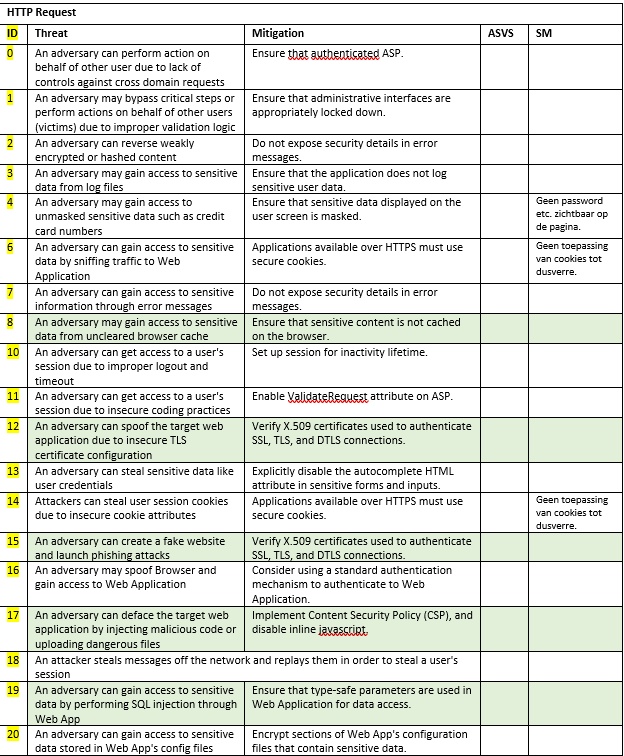 HTTP Request
ID Threat Mitigation ASVS SM
0 An adversary can perform action on
behalf of other user due to lack of
controls against cross domain requests
Ensure that authenticated ASP.
1 An adversary may bypass critical steps or
perform actions on behalf of other users
(victims) due to improper validation logic
Ensure that administrative interfaces are
appropriately locked down.
2 An adversary can reverse weakly
encrypted or hashed content
Do not expose security details in error
messages.
3 An adversary may gain access to sensitive
data from log files
Ensure that the application does not log
sensitive user data.
4 An adversary may gain access to
unmasked sensitive data such as credit
card numbers
Ensure that sensitive data displayed on the
user screen is masked.
Geen password
etc. zichtbaar op
de pagina.
6 An adversary can gain access to sensitive
data by sniffing traffic to Web
Application
Applications available over HTTPS must use
secure cookies.
Geen toepassing
van cookies tot
dusverre.
7 An adversary can gain access to sensitive
information through error messages
Do not expose security details in error
messages.
8 An adversary may gain access to sensitive
data from uncleared browser cache
Ensure that sensitive content is not cached
on the browser.
10 An adversary can get access to a user's
session due to improper logout and
timeout
Set up session for inactivity lifetime.
11 An adversary can get access to a user's
session due to insecure coding practices
Enable ValidateRequest attribute on ASP.
12 An adversary can spoof the target web
application due to insecure TLS
certificate configuration
Verify X.509 certificates used to authenticate
SSL, TLS, and DTLS connections.
13 An adversary can steal sensitive data like
user credentials
Explicitly disable the autocomplete HTML
attribute in sensitive forms and inputs.
14 Attackers can steal user session cookies
due to insecure cookie attributes
Applications available over HTTPS must use
secure cookies.
Geen toepassing
van cookies tot
dusverre.
15 An adversary can create a fake website
and launch phishing attacks
Verify X.509 certificates used to authenticate
SSL, TLS, and DTLS connections.
16 An adversary may spoof Browser and
gain access to Web Application
Consider using a standard authentication
mechanism to authenticate to Web
Application.
17 An adversary can deface the target web
application by injecting malicious code or
uploading dangerous files
Implement Content Security Policy (CSP), and
disable inline javascript.
18 An attacker steals messages off the network and replays them in order to steal a user's
session
19 An adversary can gain access to sensitive
data by performing SQL injection through
Web App
Ensure that type-safe parameters are used in
Web Application for data access.
20 An adversary can gain access to sensitive
data stored in Web App's config files
Encrypt sections of Web App's configuration
files that contain sensitive data.